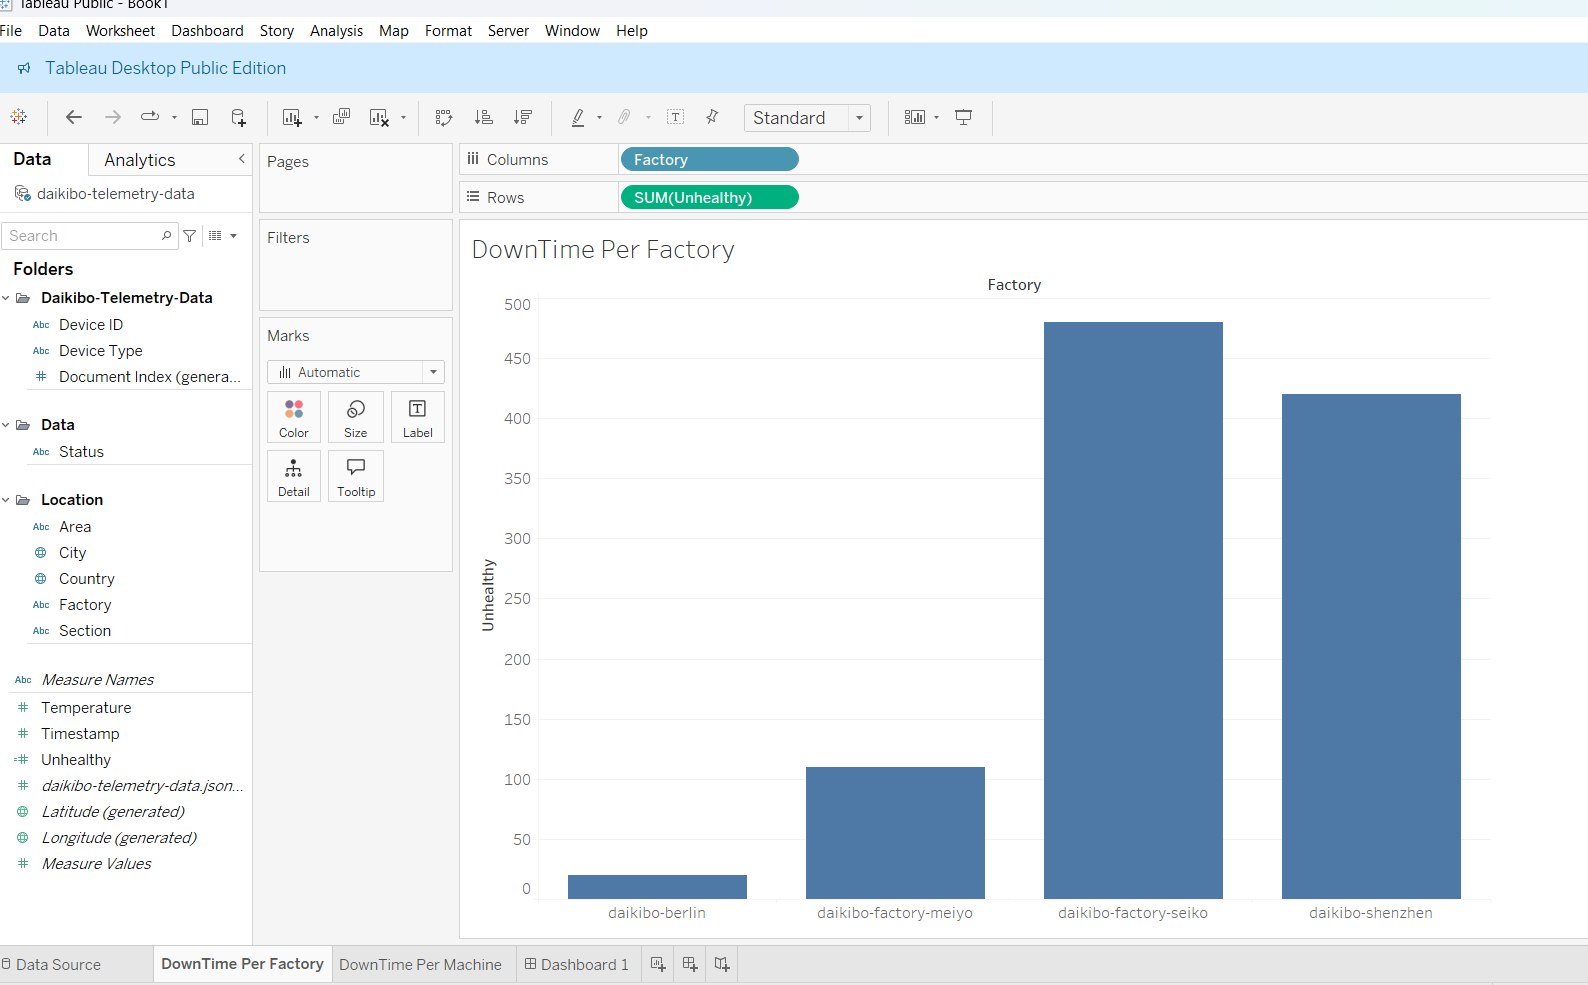 Tableau Public - Book1
File Data Worksheet Dashboard Story Analysis Map Format Server Window Help
Tableau Desktop Public Edition
Standard
Data Analytics
daikibo-telemetry-data
Search
Folders
Daikibo-Telemetry-Data
Abc Device ID
Abc Device Type
# Document Index (genera...
Data
Abc Status
Location
Abc Area
City
Country
Abc Factory
Abc Section
Abc Measure Names
# Temperature
# Timestamp
=# Unhealthy
# daikibo-telemetry-data.json...
Latitude (generated)
Longitude (generated)
# Measure Values
Pages
Filters
Marks
Automatic
Color Size Label
Detail Tooltip
Columns Factory
Rows SUM(Unhealthy)
DownTime Per Factory
Factory
500
450
400
350
300
250
200
150
100
50
0
Unhealthy
daikibo-berlin daikibo-factory-meiyo daikibo-factory-seiko daikibo-shenzhen
Data Source DownTime Per Factory DownTime Per Machine Dashboard 1